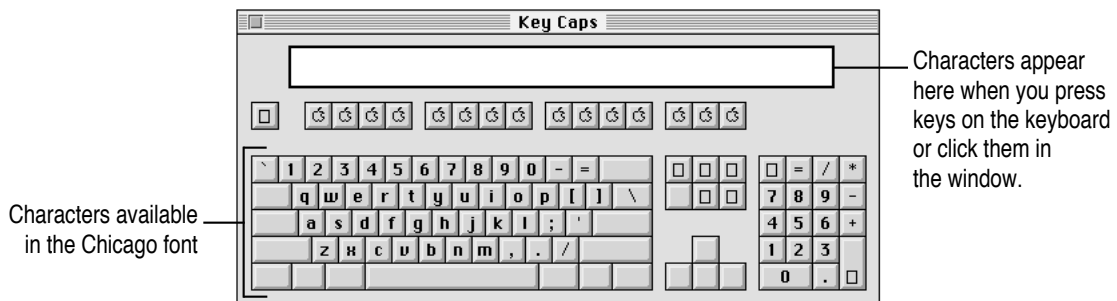 Key Caps
Characters appear
here when you press
keys on the keyboard
or click them in
the window.
Characters available
in the Chicago font
` 1 2 3 4 5 6 7 8 9 0 - =
q w e r t y u i o p [ ] \
a s d f g h j k l ; '
z x c v b n m , . /
= / *
7 8 9 -
4 5 6 +
1 2 3
0 .